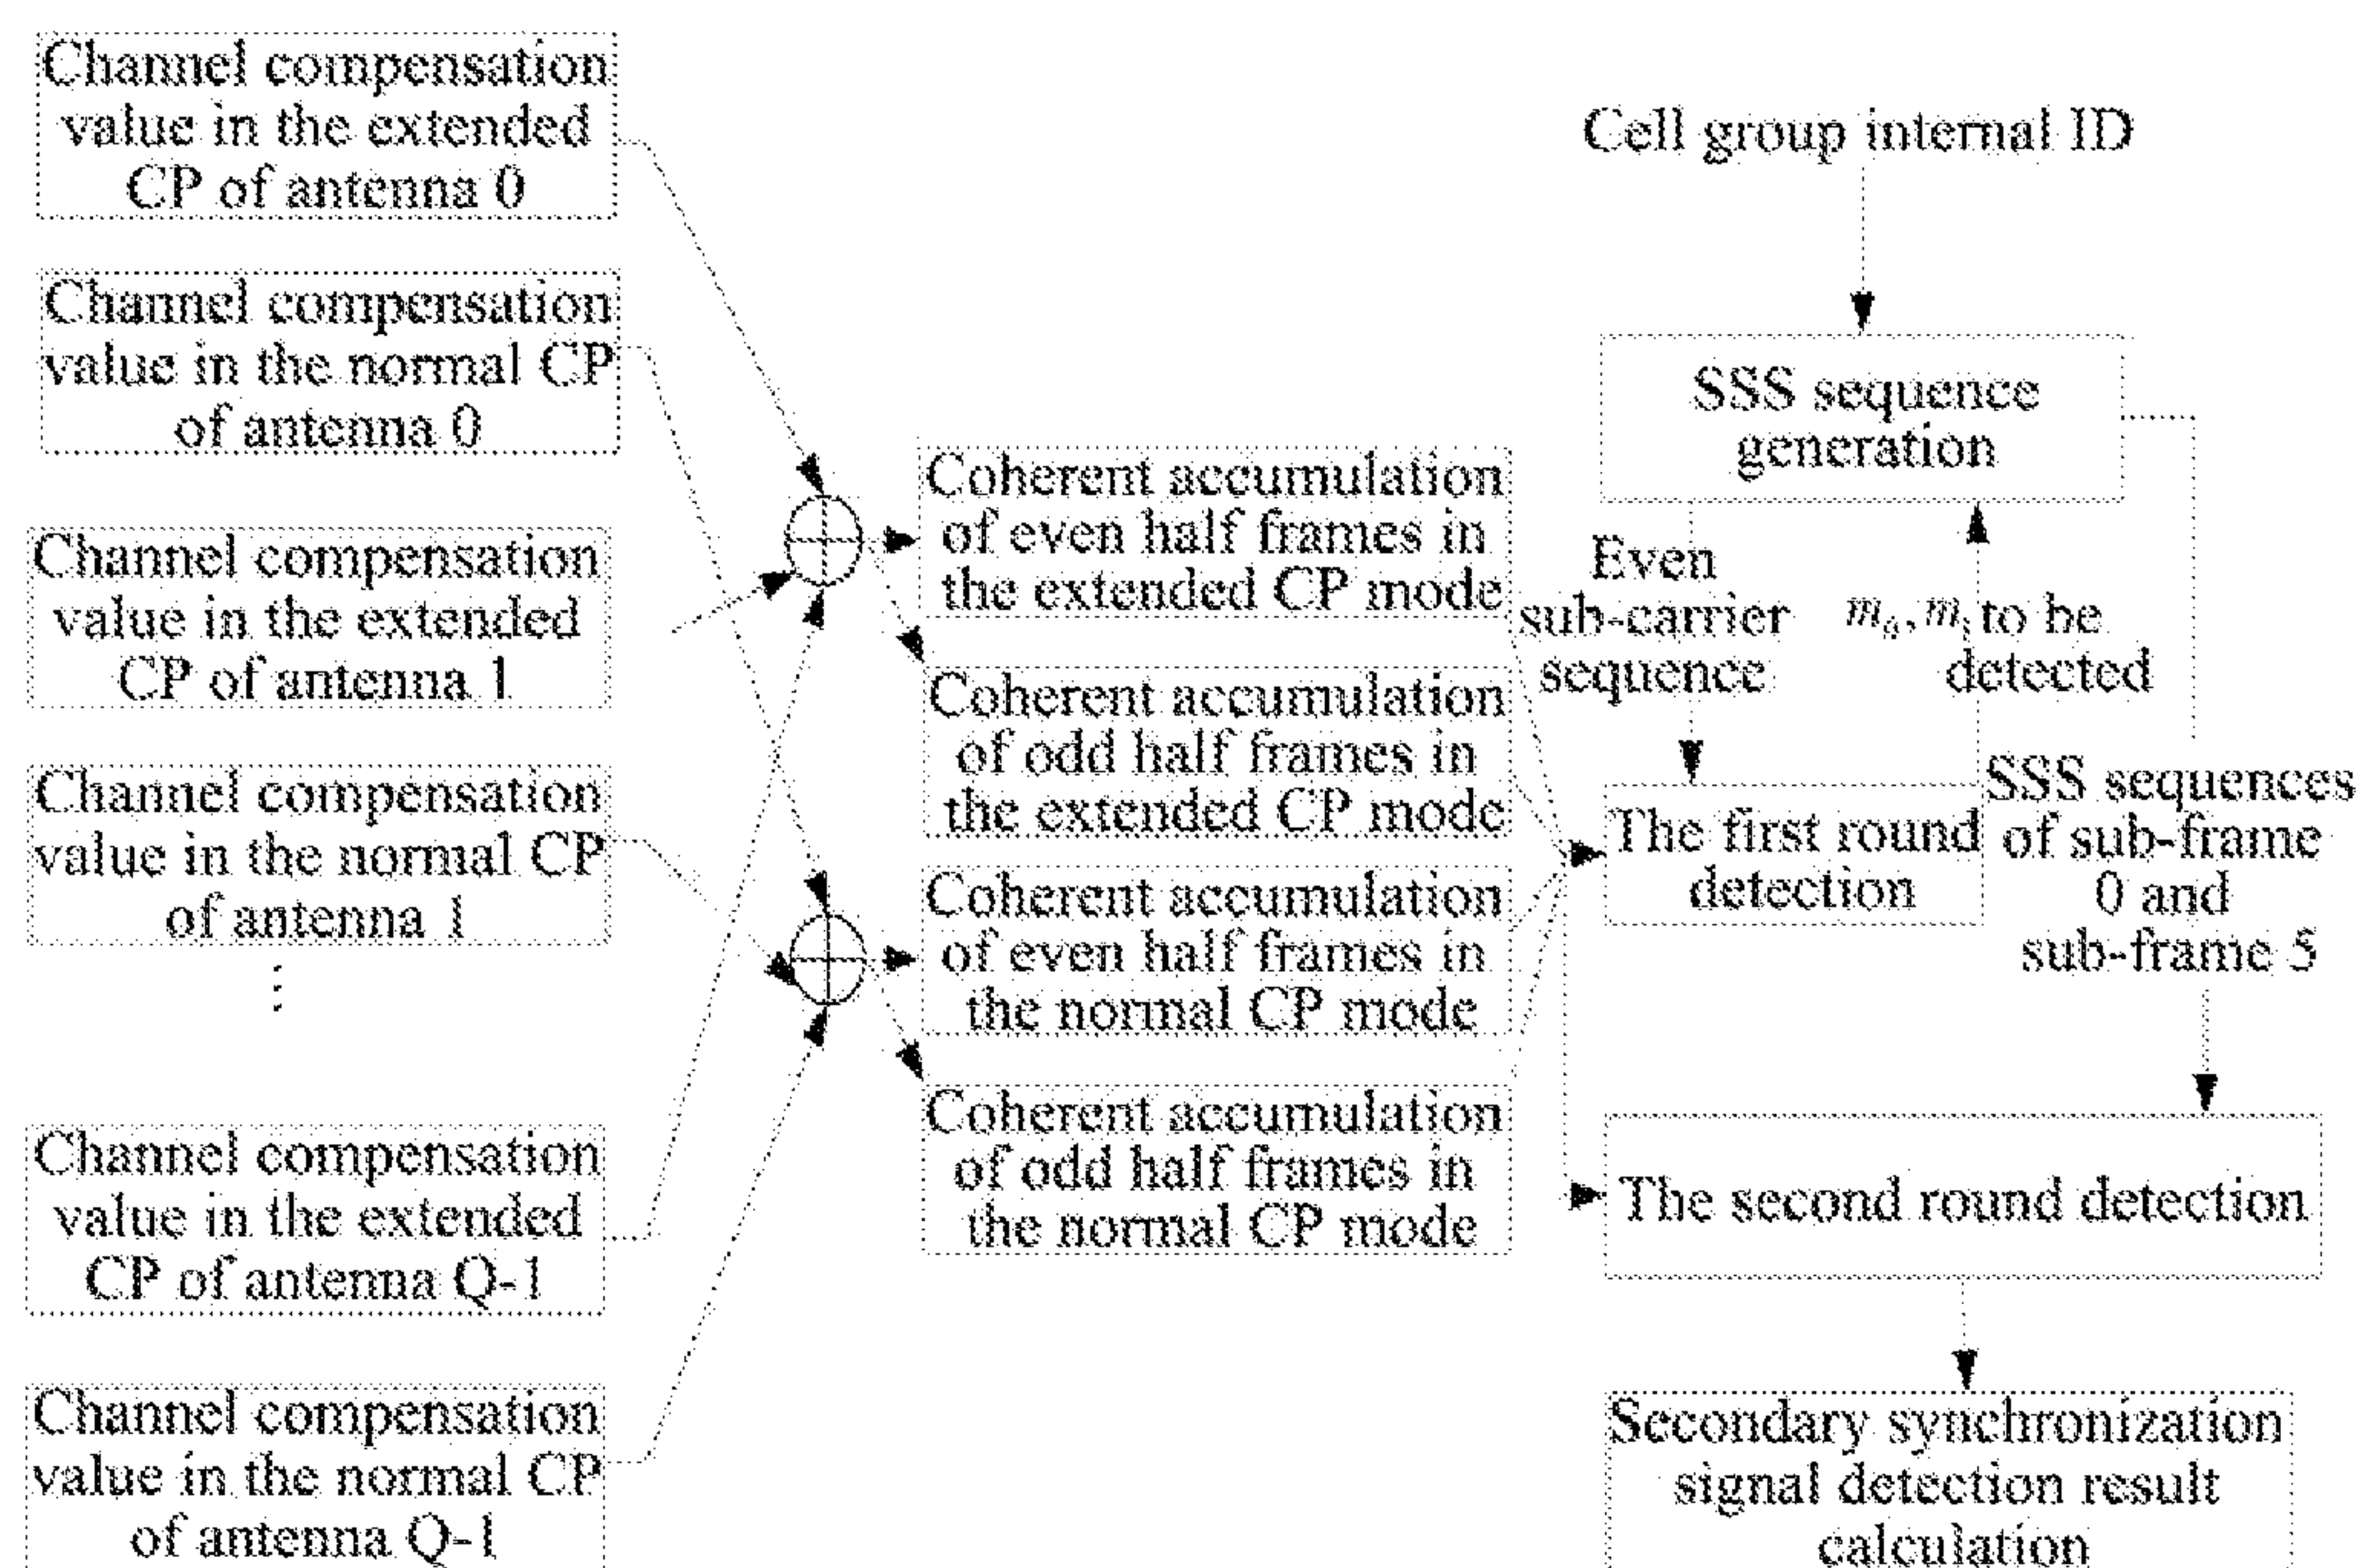 Channel compensation
value in the extended
CP of antenna 0
Channel compensation
value in the normal CP
of antenna 0
Channel compensation
value in the extended
CP of antenna 1
Channel compensation
value in the normal CP
of antenna 1
⋮
Channel compensation
value in the extended
CP of antenna Q-1
Channel compensation
value in the normal CP
of antenna Q-1
Coherent accumulation
of even half frames in
the extended CP mode
Coherent accumulation
of odd half frames in
the extended CP mode
Coherent accumulation
of even half frames in
the normal CP mode
Coherent accumulation
of odd half frames in
the normal CP mode
Cell group internal ID
SSS sequence
generation
Even
sub-carrier
sequence
m₀, m₁ to be
detected
The first round
detection
SSS sequences
of sub-frame
0 and
sub-frame 5
The second round detection
Secondary synchronization
signal detection result
calculation